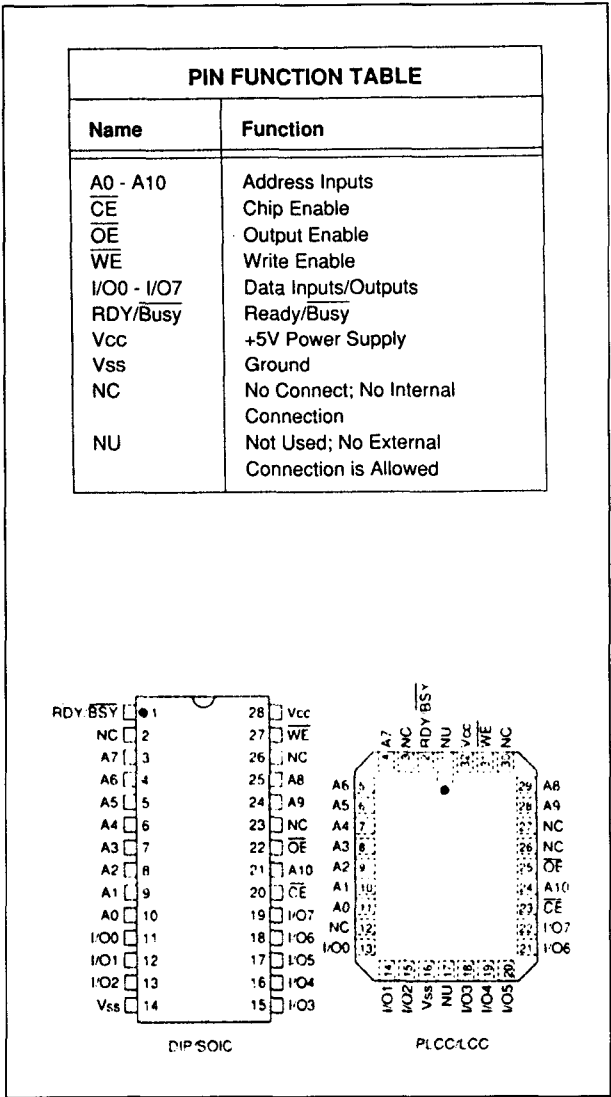 PIN FUNCTION TABLE
Name Function
A0 - A10 Address Inputs
CE Chip Enable
OE Output Enable
WE Write Enable
I/O0 - I/O7 Data Inputs/Outputs
RDY/Busy Ready/Busy
Vcc +5V Power Supply
Vss Ground
NC No Connect; No Internal
Connection
NU Not Used; No External
Connection is Allowed
RDY/BSY 1 28 Vcc
NC 2 27 WE
A7 3 26 NC
A6 4 25 A8
A5 5 24 A9
A4 6 23 NC
A3 7 22 OE
A2 8 21 A10
A1 9 20 CE
A0 10 19 I/O7
I/O0 11 18 I/O6
I/O1 12 17 I/O5
I/O2 13 16 I/O4
Vss 14 15 I/O3
DIP/SOIC
A7 NC RDY/BSY NU Vcc WE NC
4 3 2 1 32 31 30
A6 5 29 A8
A5 6 28 A9
A4 7 27 NC
A3 8 26 NC
A2 9 25 OE
A1 10 24 A10
A0 11 23 CE
NC 12 22 I/O7
I/O0 13 21 I/O6
14 15 16 17 18 19 20
I/O1 I/O2 Vss NU I/O3 I/O4 I/O5
PLCC/LCC